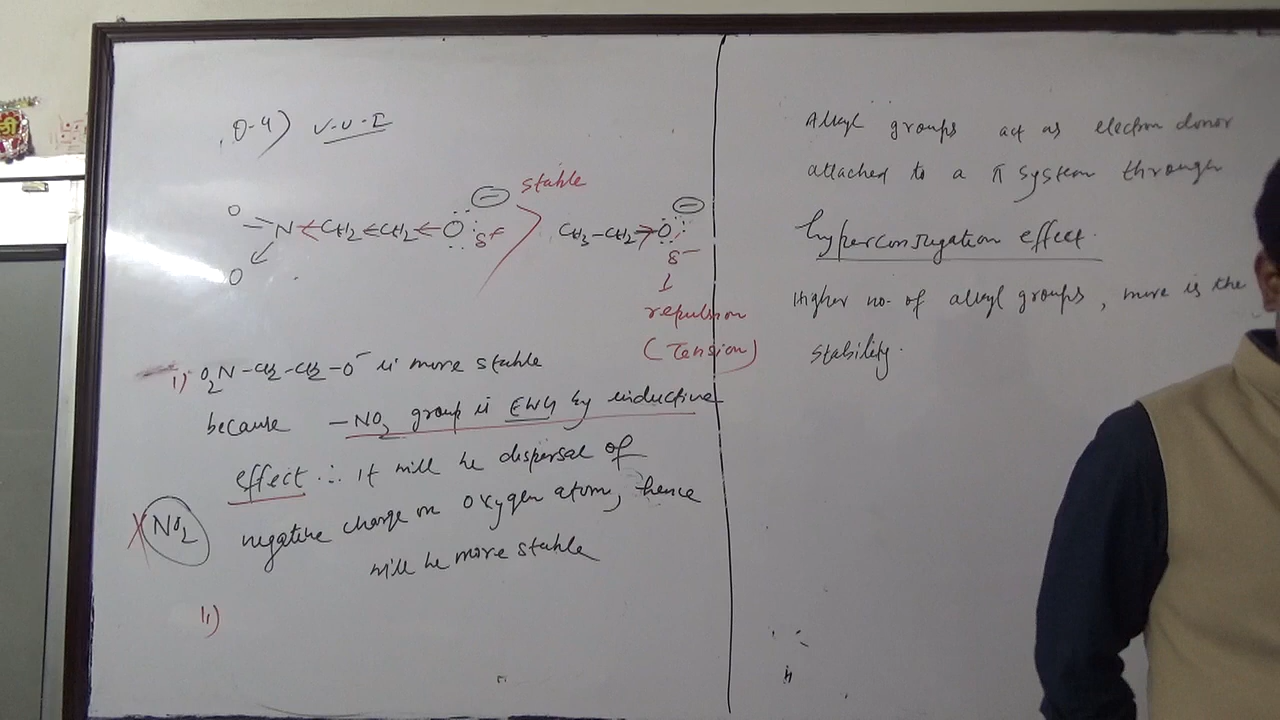 Q-4) V.V.I
O
N CH2 CH2 O δ+ stable CH3-CH2 O δ-
O
repulsion
(Tension)
1) O2N-CH2-CH2-O- is more stable
because -NO2 group is EWG by inductive
effect ∴ it will be dispersal of
negative charge on oxygen atom, hence
will be more stable
NO2
11)
Alkyl groups act as electron donor
attached to a π system through
hyperconjugation effect.
Higher no. of alkyl groups, more is the
stability.
श्री